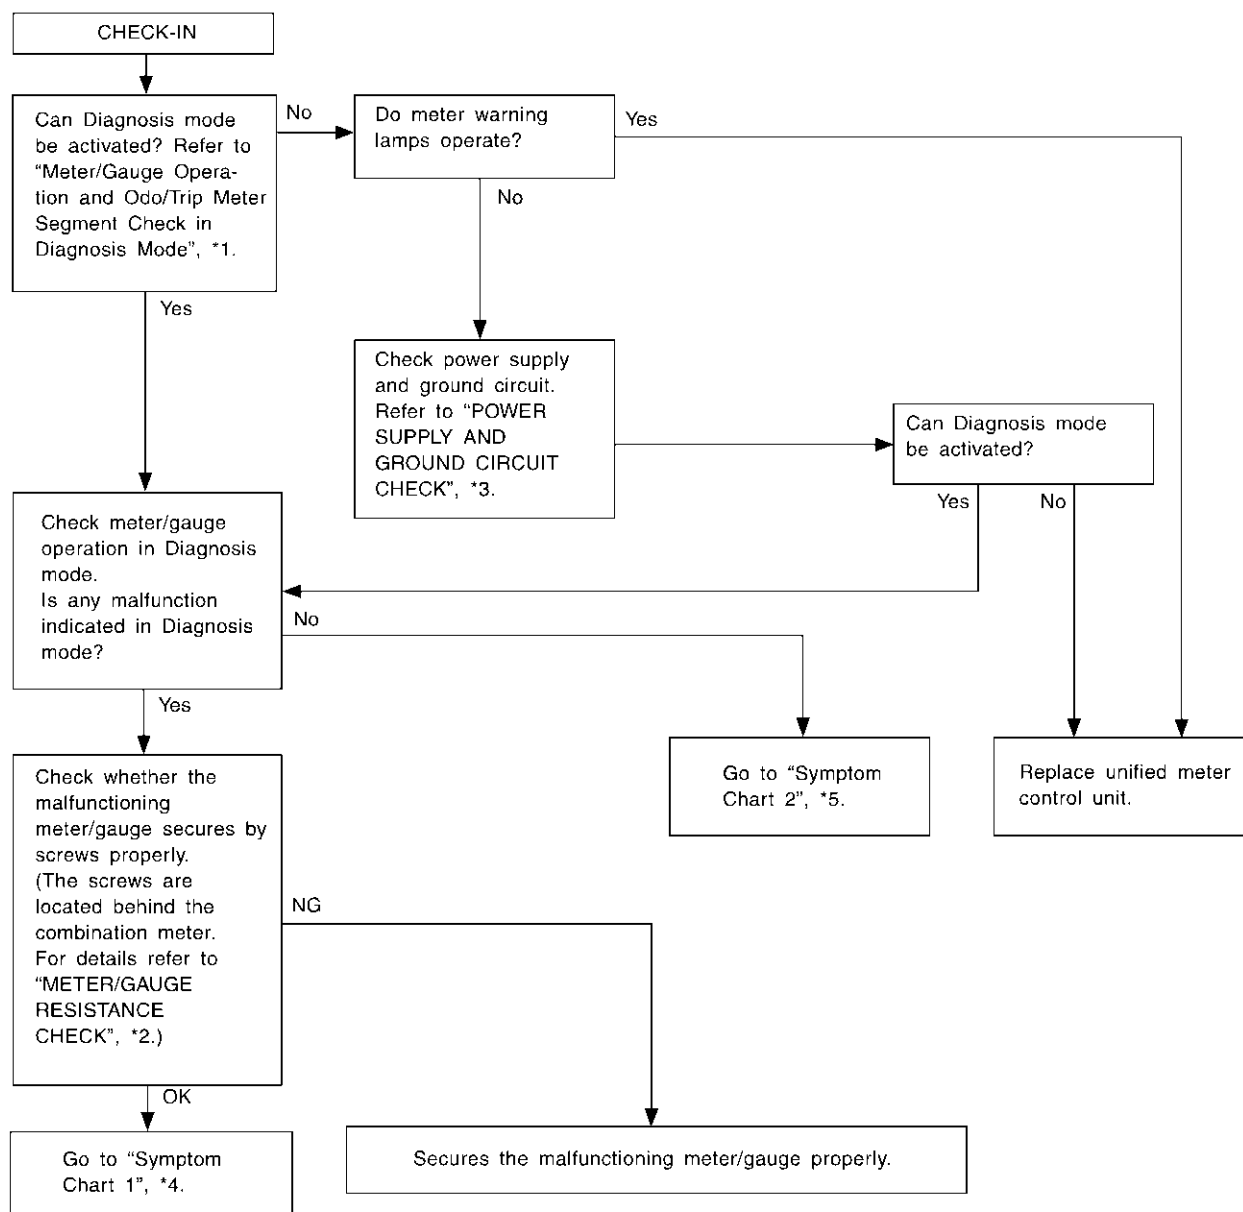 CHECK-IN
Can Diagnosis mode
be activated? Refer to
“Meter/Gauge Opera-
tion and Odo/Trip Meter
Segment Check in
Diagnosis Mode”, *1.
No
Do meter warning
lamps operate?
Yes
No
Yes
Check power supply
and ground circuit.
Refer to “POWER
SUPPLY AND
GROUND CIRCUIT
CHECK”, *3.
Can Diagnosis mode
be activated?
Yes
No
Check meter/gauge
operation in Diagnosis
mode.
Is any malfunction
indicated in Diagnosis
mode?
No
Yes
Go to “Symptom
Chart 2”, *5.
Replace unified meter
control unit.
Check whether the
malfunctioning
meter/gauge secures by
screws properly.
(The screws are
located behind the
combination meter.
For details refer to
“METER/GAUGE
RESISTANCE
CHECK”, *2.)
NG
OK
Go to “Symptom
Chart 1”, *4.
Secures the malfunctioning meter/gauge properly.